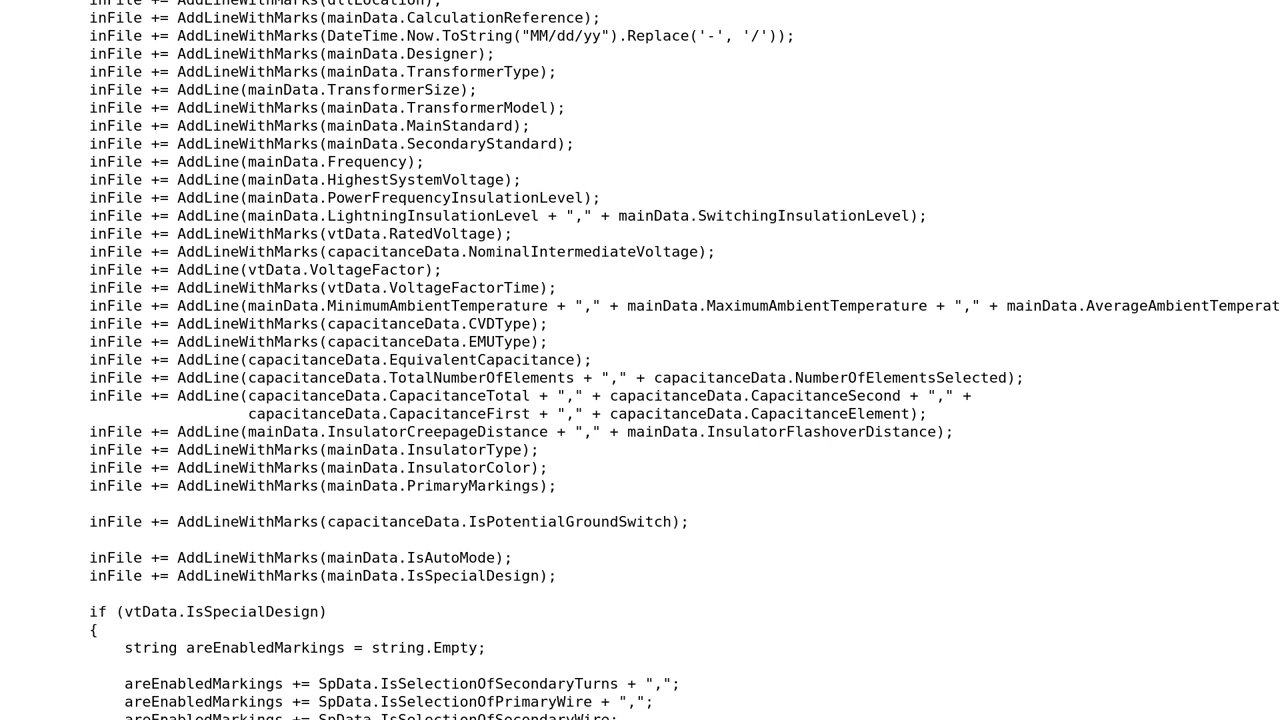 inFile += AddLineWithMarks(dllLocation);
inFile += AddLineWithMarks(mainData.CalculationReference);
inFile += AddLineWithMarks(DateTime.Now.ToString("MM/dd/yy").Replace('-', '/'));
inFile += AddLineWithMarks(mainData.Designer);
inFile += AddLineWithMarks(mainData.TransformerType);
inFile += AddLine(mainData.TransformerSize);
inFile += AddLineWithMarks(mainData.TransformerModel);
inFile += AddLineWithMarks(mainData.MainStandard);
inFile += AddLineWithMarks(mainData.SecondaryStandard);
inFile += AddLine(mainData.Frequency);
inFile += AddLine(mainData.HighestSystemVoltage);
inFile += AddLine(mainData.PowerFrequencyInsulationLevel);
inFile += AddLine(mainData.LightningInsulationLevel + "," + mainData.SwitchingInsulationLevel);
inFile += AddLineWithMarks(vtData.RatedVoltage);
inFile += AddLineWithMarks(capacitanceData.NominalIntermediateVoltage);
inFile += AddLine(vtData.VoltageFactor);
inFile += AddLineWithMarks(vtData.VoltageFactorTime);
inFile += AddLine(mainData.MinimumAmbientTemperature + "," + mainData.MaximumAmbientTemperature + "," + mainData.AverageAmbientTemperat
inFile += AddLineWithMarks(capacitanceData.CVDType);
inFile += AddLineWithMarks(capacitanceData.EMUType);
inFile += AddLine(capacitanceData.EquivalentCapacitance);
inFile += AddLine(capacitanceData.TotalNumberOfElements + "," + capacitanceData.NumberOfElementsSelected);
inFile += AddLine(capacitanceData.CapacitanceTotal + "," + capacitanceData.CapacitanceSecond + "," +
capacitanceData.CapacitanceFirst + "," + capacitanceData.CapacitanceElement);
inFile += AddLine(mainData.InsulatorCreepageDistance + "," + mainData.InsulatorFlashoverDistance);
inFile += AddLineWithMarks(mainData.InsulatorType);
inFile += AddLineWithMarks(mainData.InsulatorColor);
inFile += AddLineWithMarks(mainData.PrimaryMarkings);
inFile += AddLineWithMarks(capacitanceData.IsPotentialGroundSwitch);
inFile += AddLineWithMarks(mainData.IsAutoMode);
inFile += AddLineWithMarks(mainData.IsSpecialDesign);
if (vtData.IsSpecialDesign)
{
string areEnabledMarkings = string.Empty;
areEnabledMarkings += SpData.IsSelectionOfSecondaryTurns + ",";
areEnabledMarkings += SpData.IsSelectionOfPrimaryWire + ",";
areEnabledMarkings += SpData.IsSelectionOfSecondaryWire;